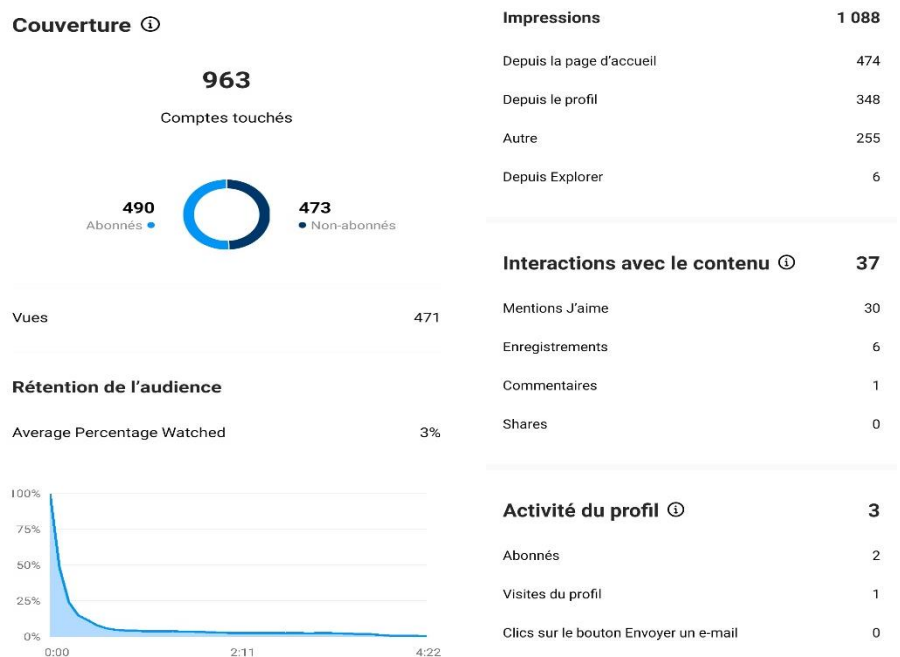 Couverture
963
Comptes touchés
490
Abonnés
473
Non-abonnés
Vues 471
Rétention de l'audience
Average Percentage Watched 3%
100%
75%
50%
25%
0%
0:00 2:11 4:22
Impressions 1 088
Depuis la page d'accueil 474
Depuis le profil 348
Autre 255
Depuis Explorer 6
Interactions avec le contenu 37
Mentions J'aime 30
Enregistrements 6
Commentaires 1
Shares 0
Activité du profil 3
Abonnés 2
Visites du profil 1
Clics sur le bouton Envoyer un e-mail 0